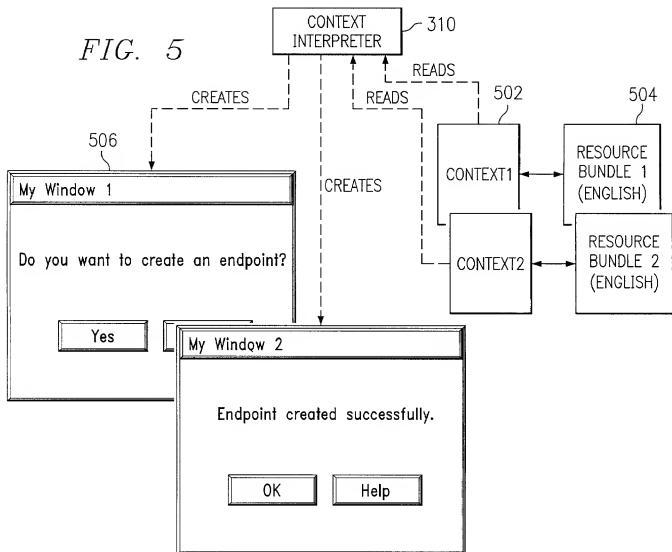 FIG. 5
CONTEXT
INTERPRETER
310
READS
CREATES
READS
502
504
506
CONTEXT1
RESOURCE
BUNDLE 1
(ENGLISH)
My Window 1
CREATES
CONTEXT2
RESOURCE
BUNDLE 2
(ENGLISH)
Do you want to create an endpoint?
Yes
My Window 2
Endpoint created successfully.
OK
Help